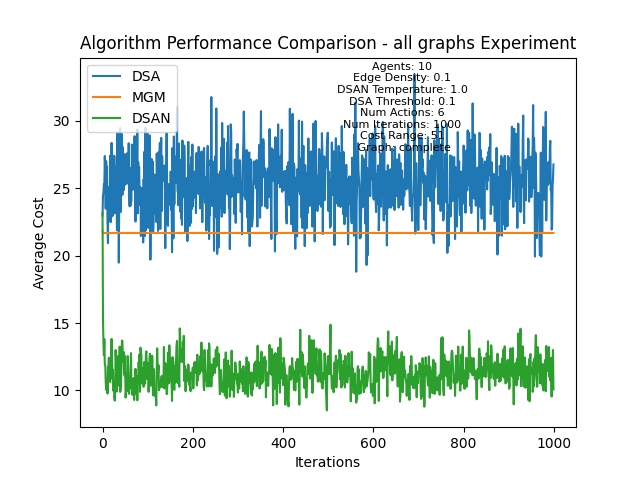 Algorithm Performance Comparison - all graphs Experiment
DSA
MGM
DSAN
Agents: 10
Edge Density: 0.1
DSAN Temperature: 1.0
DSA Threshold: 0.1
Num Actions: 6
Num Iterations: 1000
Cost Range: 51
Graph: complete
Average Cost
30
25
20
15
10
0
200
400
600
800
1000
Iterations